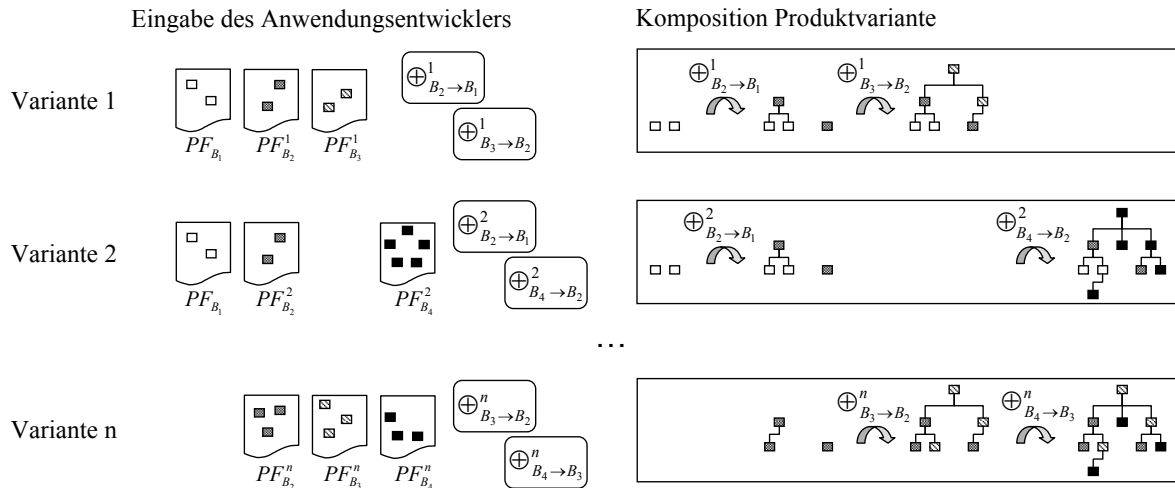 Eingabe des Anwendungsentwicklers
Komposition Produktvariante
Variante 1
PF_{B_1}
PF^1_{B_2}
PF^1_{B_3}
⊕^1_{B_2→B_1}
⊕^1_{B_3→B_2}
⊕^1_{B_2→B_1}
⊕^1_{B_3→B_2}
Variante 2
PF_{B_1}
PF^2_{B_2}
PF^2_{B_4}
⊕^2_{B_2→B_1}
⊕^2_{B_4→B_2}
⊕^2_{B_2→B_1}
⊕^2_{B_4→B_2}
...
Variante n
PF^n_{B_2}
PF^n_{B_3}
PF^n_{B_4}
⊕^n_{B_3→B_2}
⊕^n_{B_4→B_3}
⊕^n_{B_3→B_2}
⊕^n_{B_4→B_3}